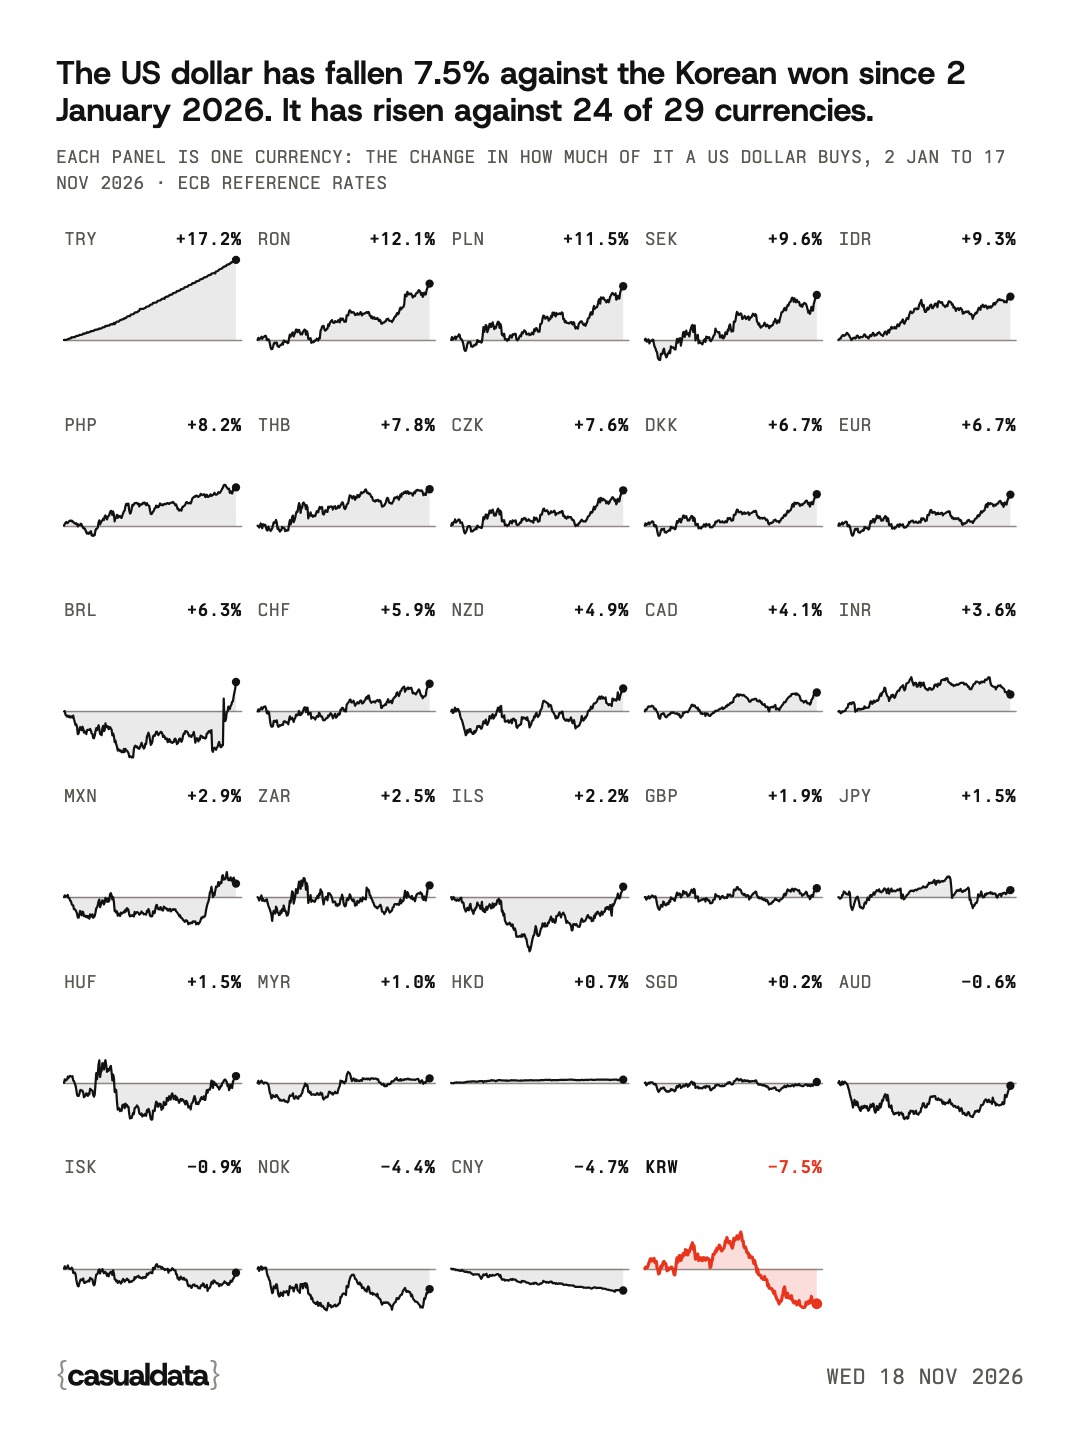 The US dollar has fallen 7.5% against the Korean won since 2
January 2026. It has risen against 24 of 29 currencies.
EACH PANEL IS ONE CURRENCY: THE CHANGE IN HOW MUCH OF IT A US DOLLAR BUYS, 2 JAN TO 17
NOV 2026 · ECB REFERENCE RATES
TRY +17.2% RON +12.1% PLN +11.5% SEK +9.6% IDR +9.3%
PHP +8.2% THB +7.8% CZK +7.6% DKK +6.7% EUR +6.7%
BRL +6.3% CHF +5.9% NZD +4.9% CAD +4.1% INR +3.6%
MXN +2.9% ZAR +2.5% ILS +2.2% GBP +1.9% JPY +1.5%
HUF +1.5% MYR +1.0% HKD +0.7% SGD +0.2% AUD −0.6%
ISK −0.9% NOK −4.4% CNY −4.7% KRW −7.5%
{casualdata}
WED 18 NOV 2026